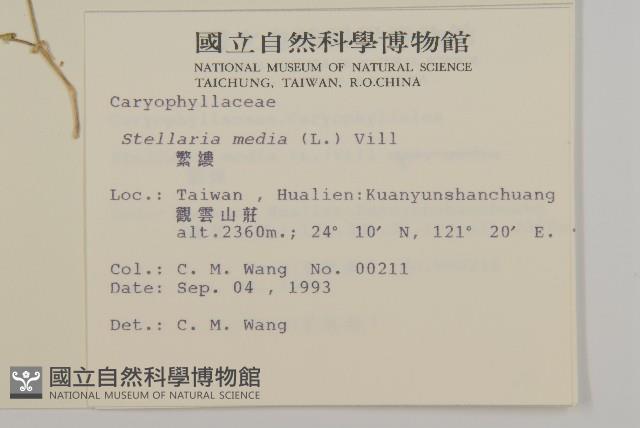 國立自然科學博物館
NATIONAL MUSEUM OF NATURAL SCIENCE
TAICHUNG, TAIWAN, R.O.CHINA
Caryophyllaceae
Stellaria media (L.) Vill
繁縷
Loc.: Taiwan , Hualien:Kuanyunshanchuang
觀雲山莊
alt.2360m.; 24° 10' N, 121° 20' E.
Col.: C. M. Wang No. 00211
Date: Sep. 04 , 1993
Det.: C. M. Wang
國立自然科學博物館
NATIONAL MUSEUM OF NATURAL SCIENCE